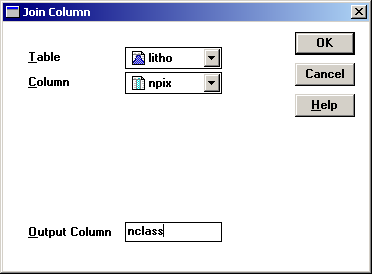 Join Column
Table litho OK
Column npix Cancel
Help
Output Column nclass